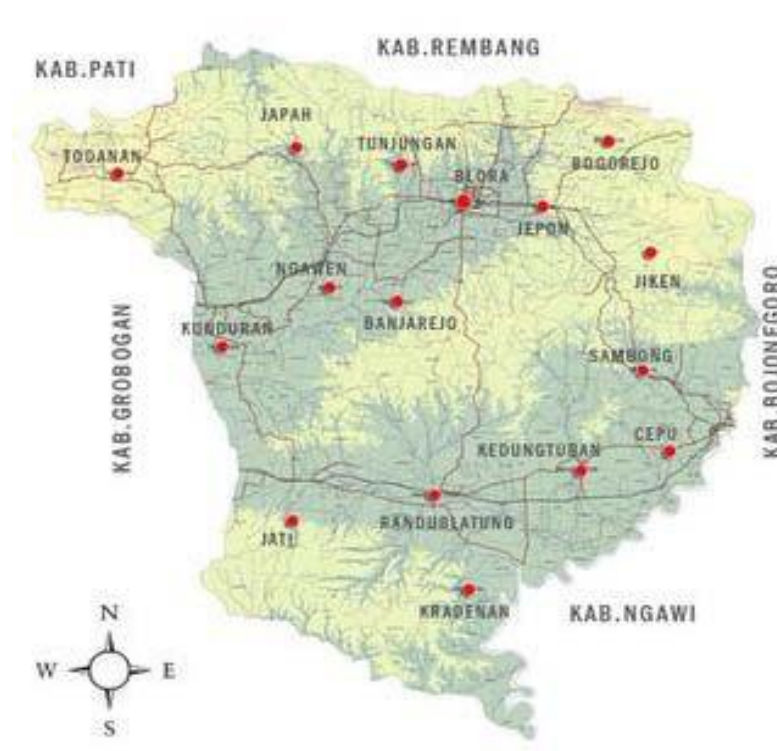 KAB.REMBANG
KAB.PATI
JAPAH
TUNJUNGAN
TODANAN
BLORA
BOGOREJO
JEPON
NGAWEN
JIKEN
BANJAREJO
KUNDURAN
KAB.GROBOGAN
KAB.BOJONEGORO
SAMBONG
CEPU
KEDUNGTUBAN
RANDUBLATUNG
JATI
KRADENAN
KAB.NGAWI
N
W E
S